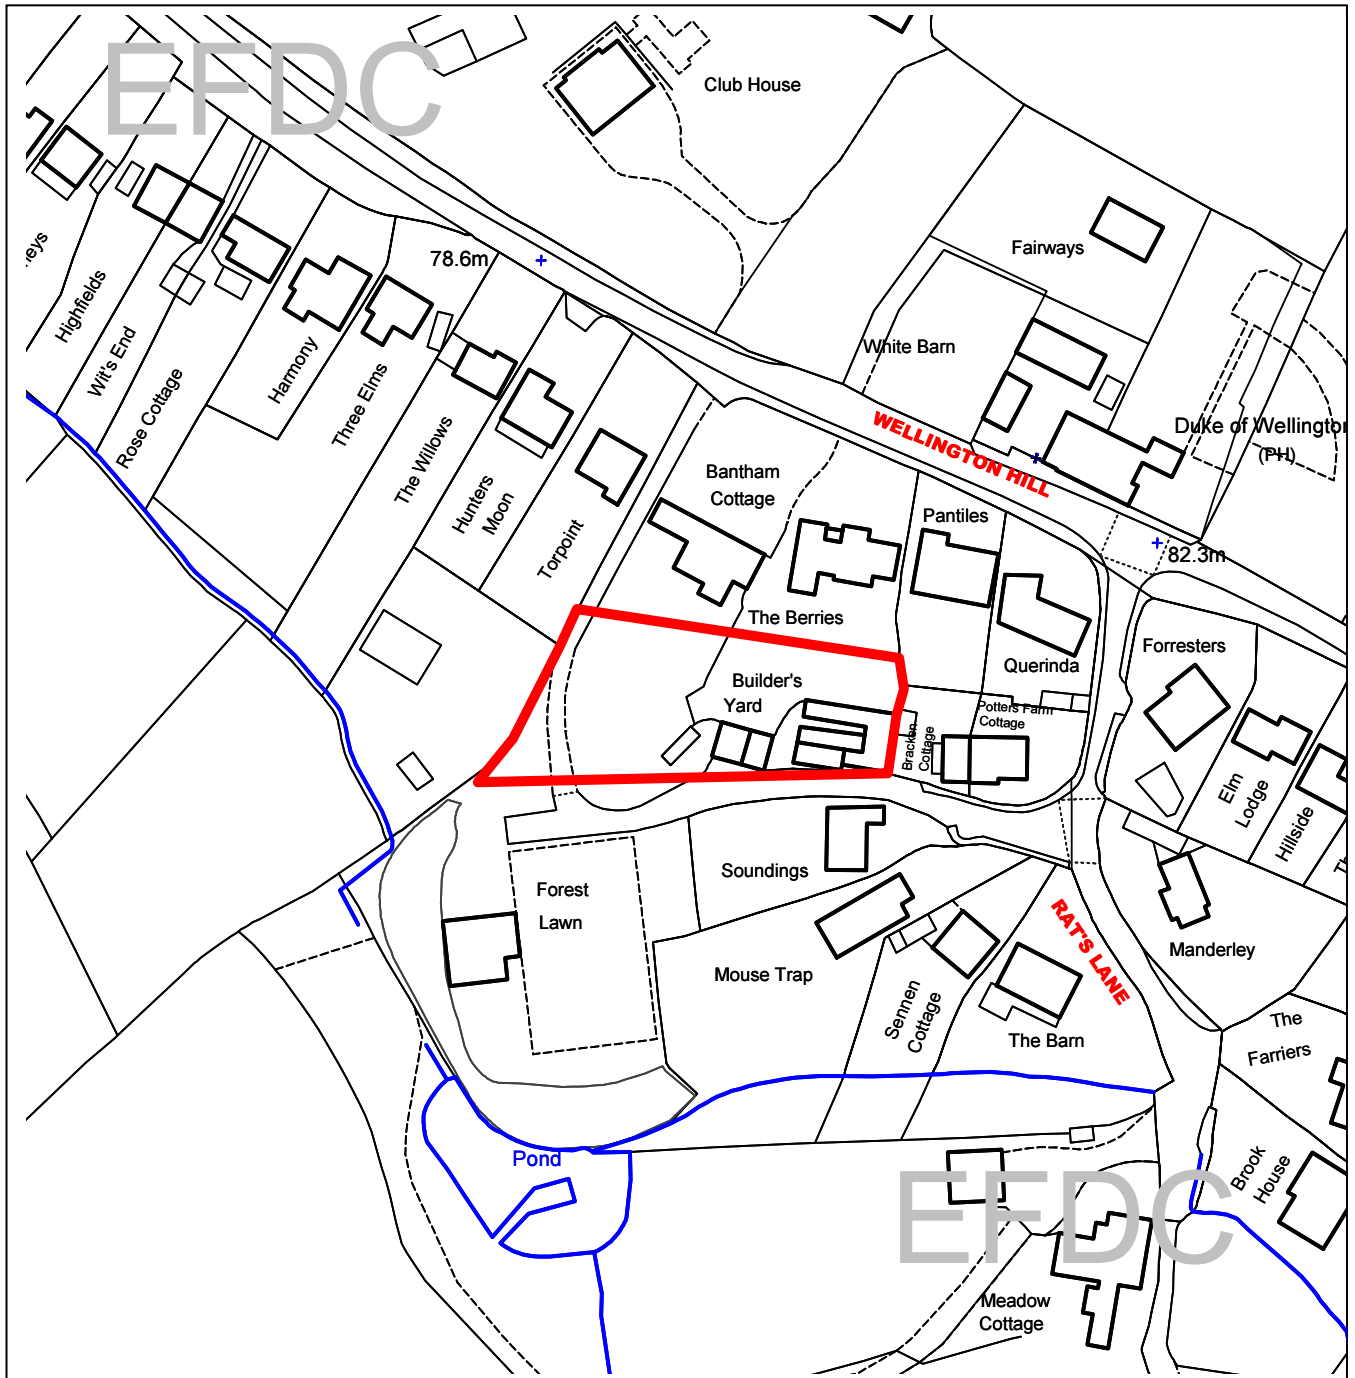 EFDC
Club House
Fairways
78.6m
Highfields
Wit's End
Rose Cottage
Harmony
Three Elms
The Willows
Hunters
Moon
Torpoint
White Barn
WELLINGTON HILL
Duke of Wellington
(PH)
82.3m
Bantham
Cottage
Pantiles
The Berries
Querinda
Forresters
Builder's
Yard
Potters Farm
Cottage
Bracken
Cottage
Elm
Lodge
Hillside
Soundings
Forest
Lawn
Mouse Trap
Sennen
Cottage
The Barn
RAT'S LANE
Manderley
The
Farriers
Pond
EFDC
Brook
House
Meadow
Cottage